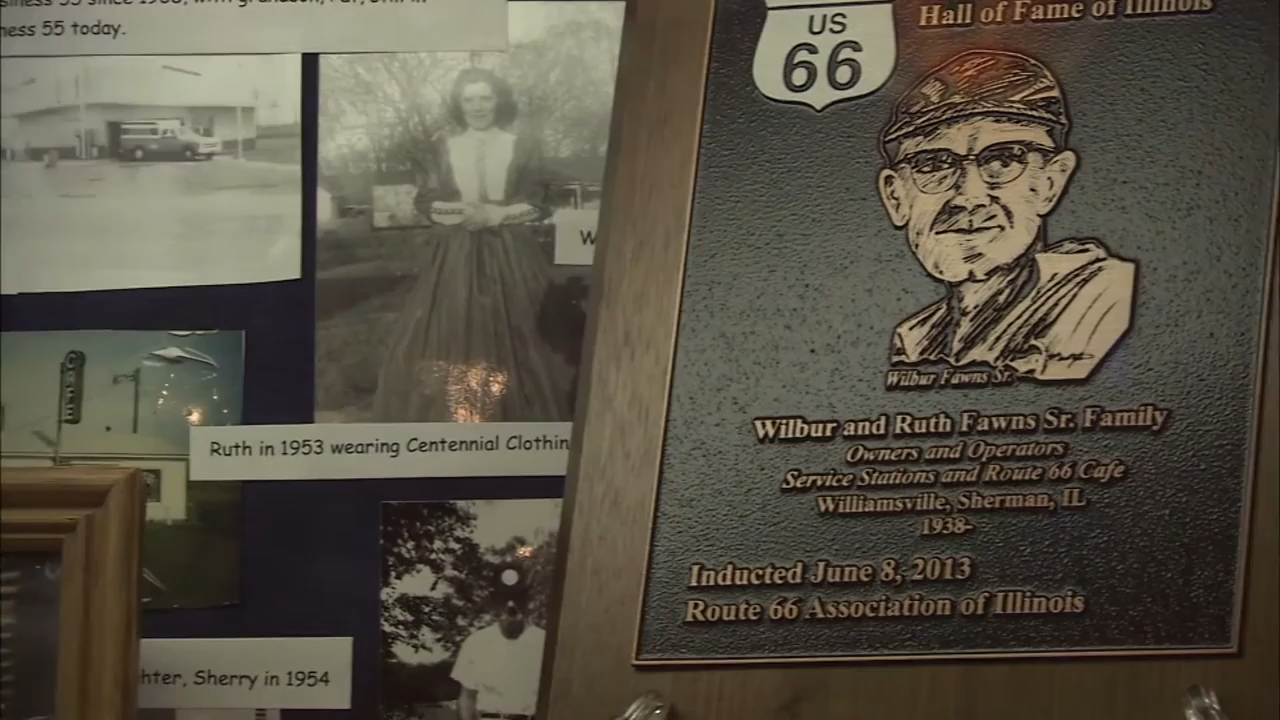 ness 55 today.
Ruth in 1953 wearing Centennial Clothin
hter, Sherry in 1954
W
US
66
Hall of Fame of Illinois
Wilbur Fawns Sr.
Wilbur and Ruth Fawns Sr. Family
Owners and Operators
Service Stations and Route 66 Cafe
Williamsville, Sherman, IL
1938-
Inducted June 8, 2013
Route 66 Association of Illinois